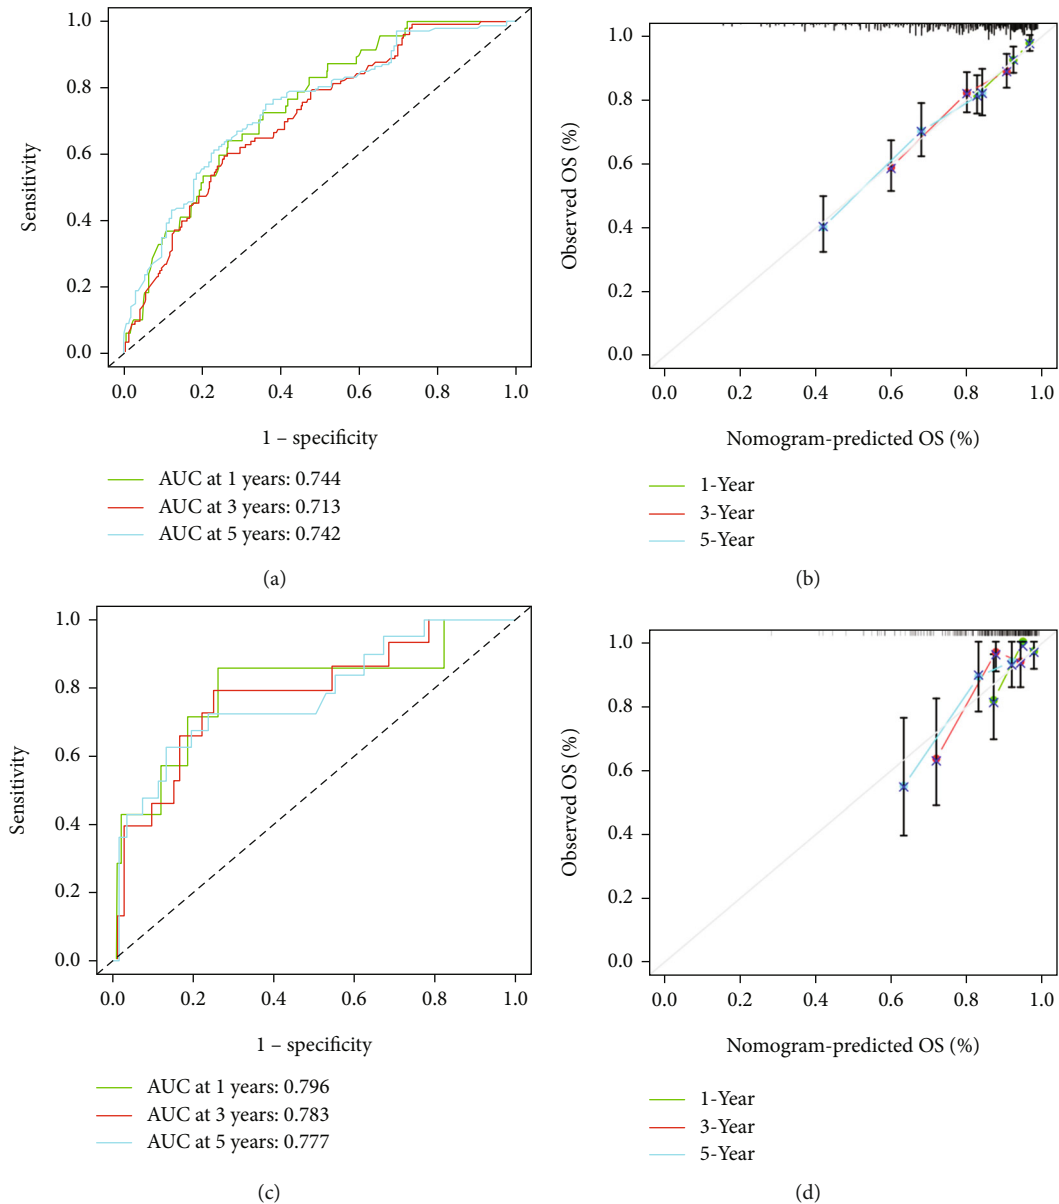 1.0
0.8
0.6
0.4
0.2
0.0
Sensitivity
0.0 0.2 0.4 0.6 0.8 1.0
1 – specificity
AUC at 1 years: 0.744
AUC at 3 years: 0.713
AUC at 5 years: 0.742
(a)
1.0
0.8
0.6
0.4
0.2
0.0
Observed OS (%)
0.0 0.2 0.4 0.6 0.8 1.0
Nomogram-predicted OS (%)
1-Year
3-Year
5-Year
(b)
1.0
0.8
0.6
0.4
0.2
0.0
Sensitivity
0.0 0.2 0.4 0.6 0.8 1.0
1 – specificity
AUC at 1 years: 0.796
AUC at 3 years: 0.783
AUC at 5 years: 0.777
(c)
1.0
0.8
0.6
0.4
0.2
0.0
Observed OS (%)
0.0 0.2 0.4 0.6 0.8 1.0
Nomogram-predicted OS (%)
1-Year
3-Year
5-Year
(d)